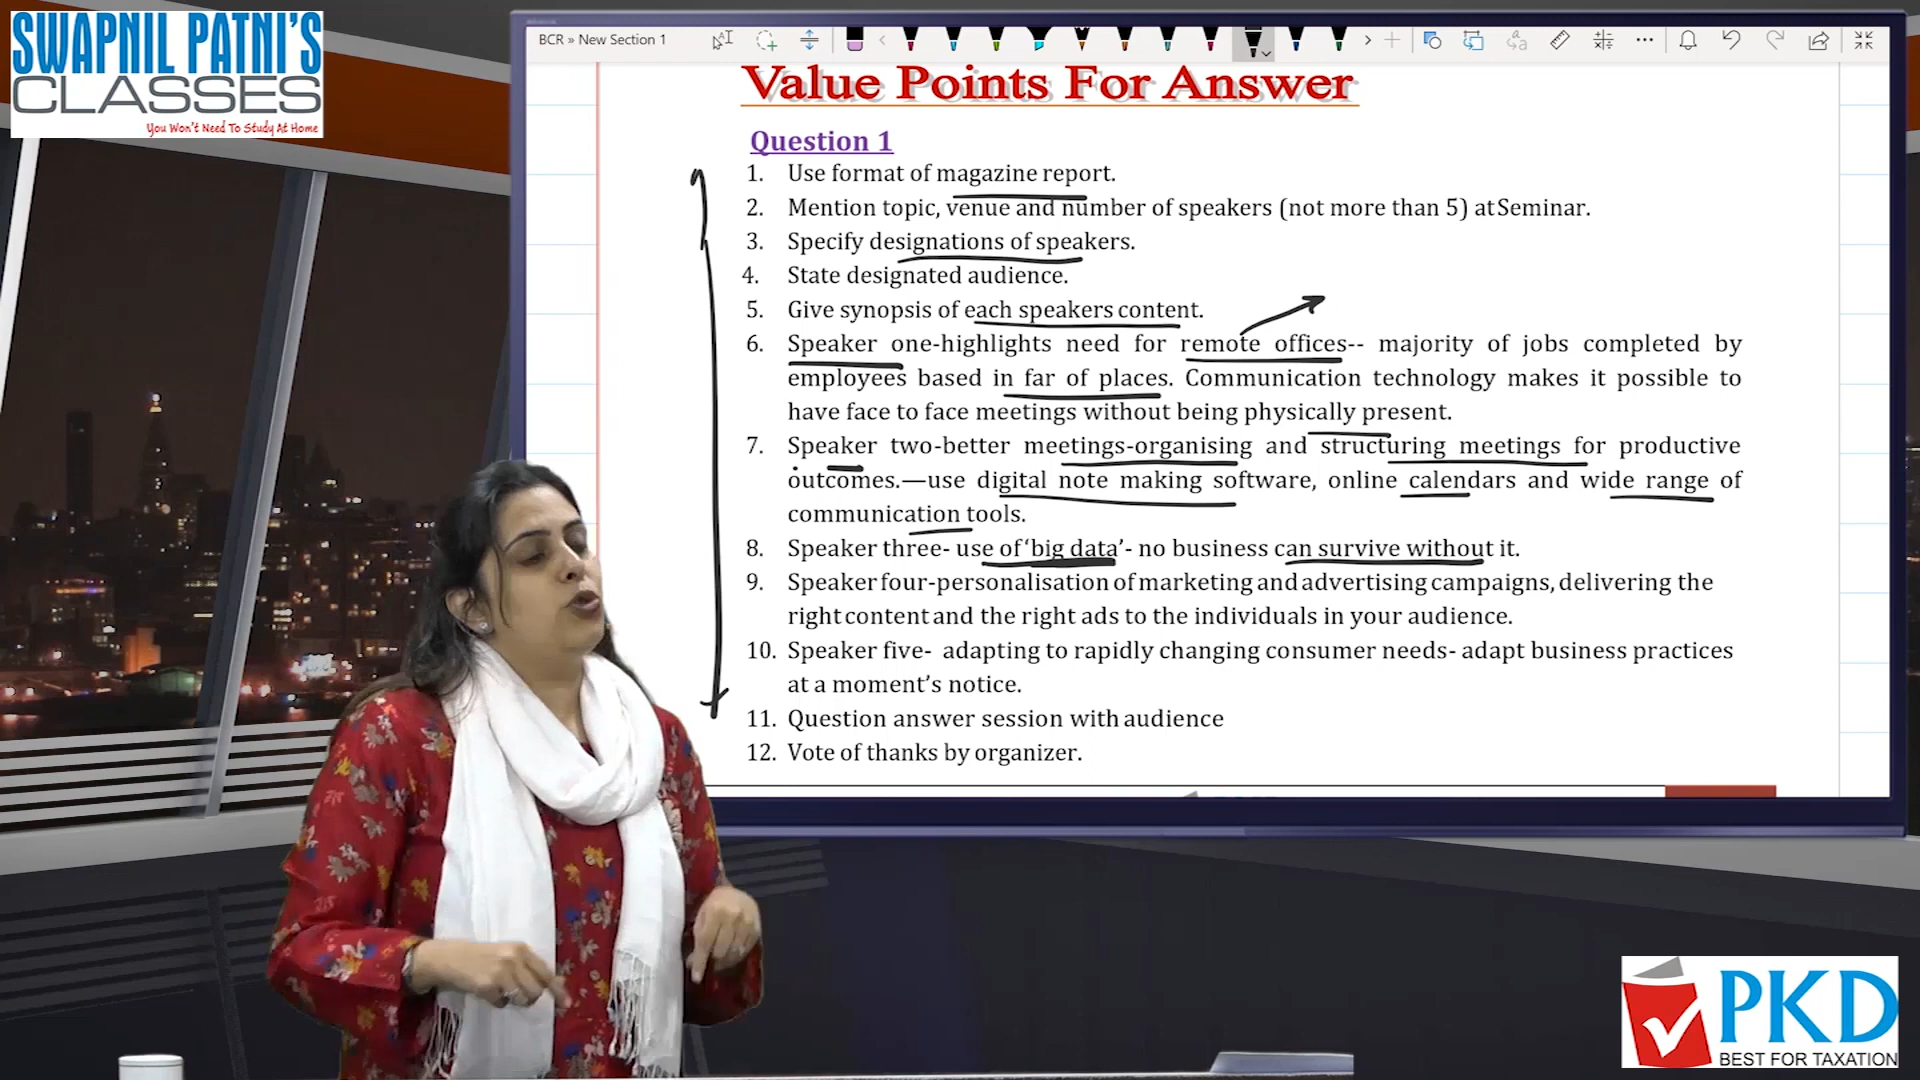 SWAPNIL PATNI'S
CLASSES
You Won't Need To Study At Home
BCR » New Section 1
Value Points For Answer
Question 1
1. Use format of magazine report.
2. Mention topic, venue and number of speakers (not more than 5) at Seminar.
3. Specify designations of speakers.
4. State designated audience.
5. Give synopsis of each speakers content.
6. Speaker one-highlights need for remote offices-- majority of jobs completed by
employees based in far of places. Communication technology makes it possible to
have face to face meetings without being physically present.
7. Speaker two-better meetings-organising and structuring meetings for productive
outcomes.—use digital note making software, online calendars and wide range of
communication tools.
8. Speaker three- use of ‘big data’- no business can survive without it.
9. Speaker four-personalisation of marketing and advertising campaigns, delivering the
right content and the right ads to the individuals in your audience.
10. Speaker five- adapting to rapidly changing consumer needs- adapt business practices
at a moment’s notice.
11. Question answer session with audience
12. Vote of thanks by organizer.
PKD
BEST FOR TAXATION